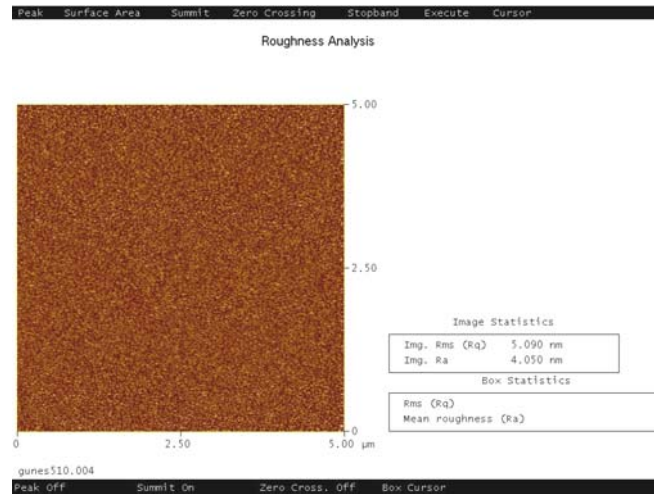 Peak Surface Area Summit Zero Crossing Stopband Execute Cursor
Roughness Analysis
5.00
2.50
0
0 2.50 5.00 µm
Image Statistics
Img. Rms (Rq) 5.090 nm
Img. Ra 4.050 nm
Box Statistics
Rms (Rq)
Mean roughness (Ra)
gunes510.004
Peak Off Summit On Zero Cross. Off Box Cursor